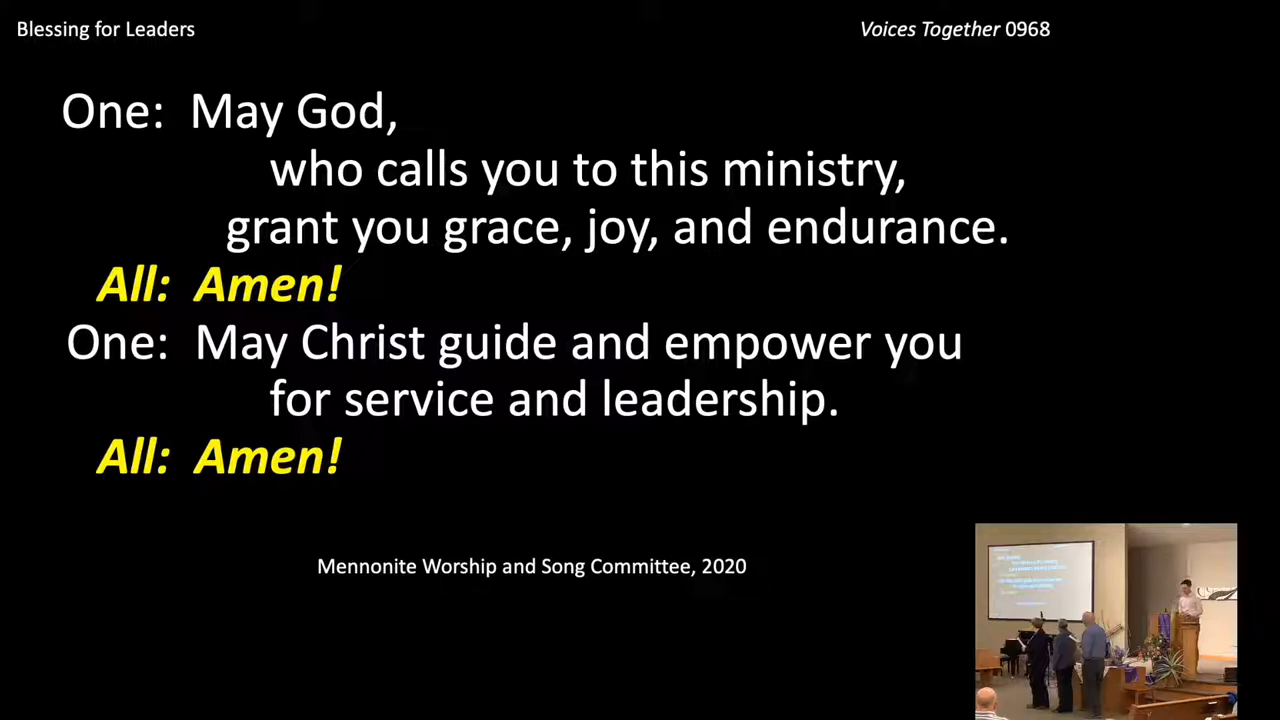 Blessing for Leaders
Voices Together 0968
One: May God,
who calls you to this ministry,
grant you grace, joy, and endurance.
All: Amen!
One: May Christ guide and empower you
for service and leadership.
All: Amen!
Mennonite Worship and Song Committee, 2020